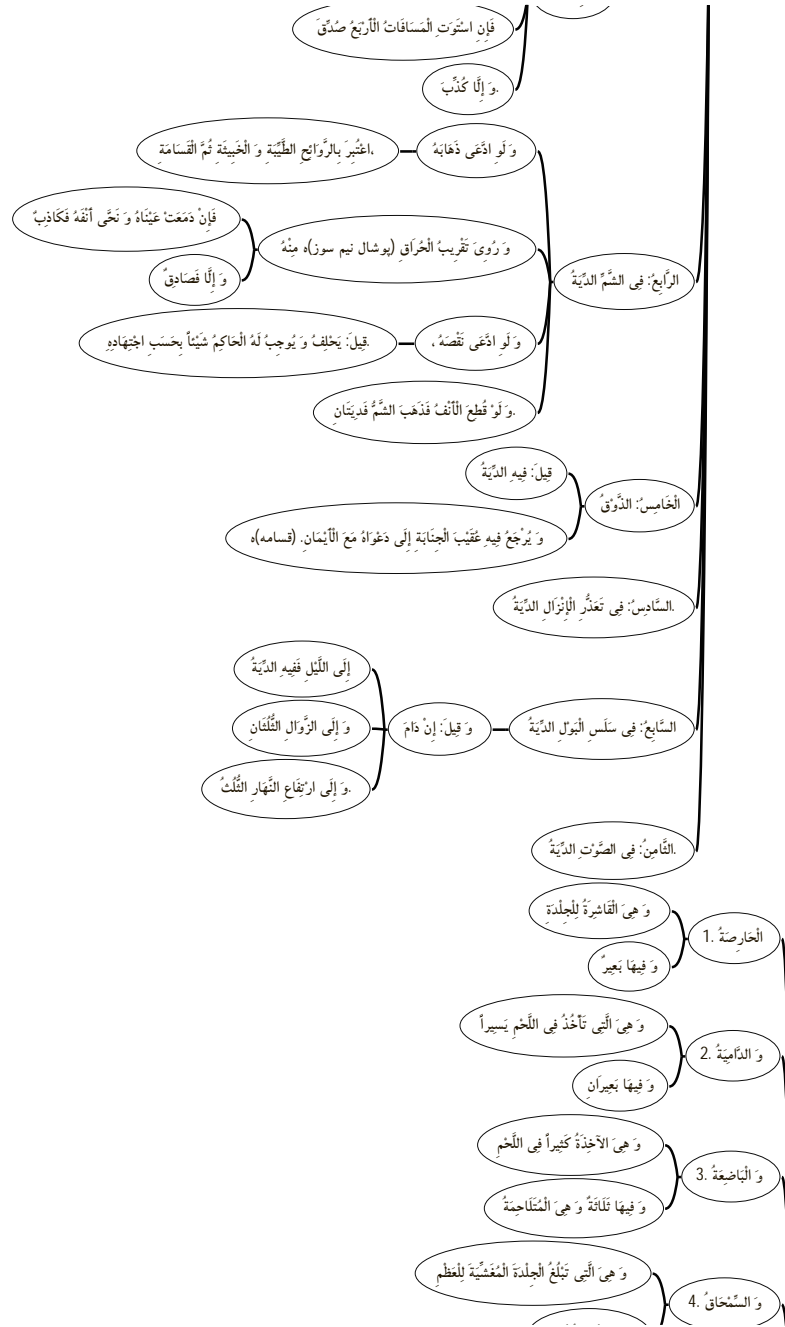 فَإِنِ اسْتَوَتِ الْمَسَافَاتُ الْأَرْبَعُ صُدِّقَ
وَ إِلَّا كُذِّبَ.
الرَّابِعُ: فِي الشَّمِّ الدِّيَةُ
وَ لَوِ ادَّعَى ذَهَابَهُ
اعْتُبِرَ بِالرَّوَائِحِ الطَّيِّبَةِ وَ الْخَبِيثَةِ ثُمَّ الْقَسَامَةِ،
وَ رُوِيَ تَقْرِيبُ الْحُرَاقِ (پوشال نیم سوز)ه مِنْهُ
فَإِنْ دَمَعَتْ عَيْنَاهُ وَ نَحَّى أَنْفَهُ فَكَاذِبٌ
وَ إِلَّا فَصَادِقٌ
وَ لَوِ ادَّعَى نَقْصَهُ ،
قِيلَ: يَحْلِفُ وَ يُوجِبُ لَهُ الْحَاكِمُ شَيْئاً بِحَسَبِ اجْتِهَادِهِ.
وَ لَوْ قُطِعَ الْأَنْفُ فَذَهَبَ الشَّمُّ فَدِيَتَانِ.
الْخَامِسُ: الذَّوْقُ
قِيلَ: فِيهِ الدِّيَةُ
وَ يُرْجَعُ فِيهِ عُقَيْبَ الْجِنَايَةِ إِلَى دَعْوَاهُ مَعَ الْأَيْمَانِ. (قسامه)ه
السَّادِسُ: فِي تَعَذُّرِ الْإِنْزَالِ الدِّيَةُ.
السَّابِعُ: فِي سَلَسِ الْبَوْلِ الدِّيَةُ
وَ قِيلَ: إِنْ دَامَ
إِلَى اللَّيْلِ فَفِيهِ الدِّيَةُ
وَ إِلَى الزَّوَالِ الثُّلُثَانِ
وَ إِلَى ارْتِفَاعِ النَّهَارِ الثُّلُثُ.
الثَّامِنُ: فِي الصَّوْتِ الدِّيَةُ.
1. الْحَارِصَةُ
وَ هِيَ الْقَاشِرَةُ لِلْجِلْدَةِ
وَ فِيهَا بَعِيرٌ
2. وَ الدَّامِيَةُ
وَ هِيَ الَّتِي تَأْخُذُ فِي اللَّحْمِ يَسِيراً
وَ فِيهَا بَعِيرَانِ
3. وَ الْبَاضِعَةُ
وَ هِيَ الآخِذَةُ كَثِيراً فِي اللَّحْمِ
وَ فِيهَا ثَلَاثَةٌ وَ هِيَ الْمُتَلَاحِمَةُ
4. وَ السِّمْحَاقُ
وَ هِيَ الَّتِي تَبْلُغُ الْجِلْدَةَ الْمُغَشِّيَةَ لِلْعَظْمِ